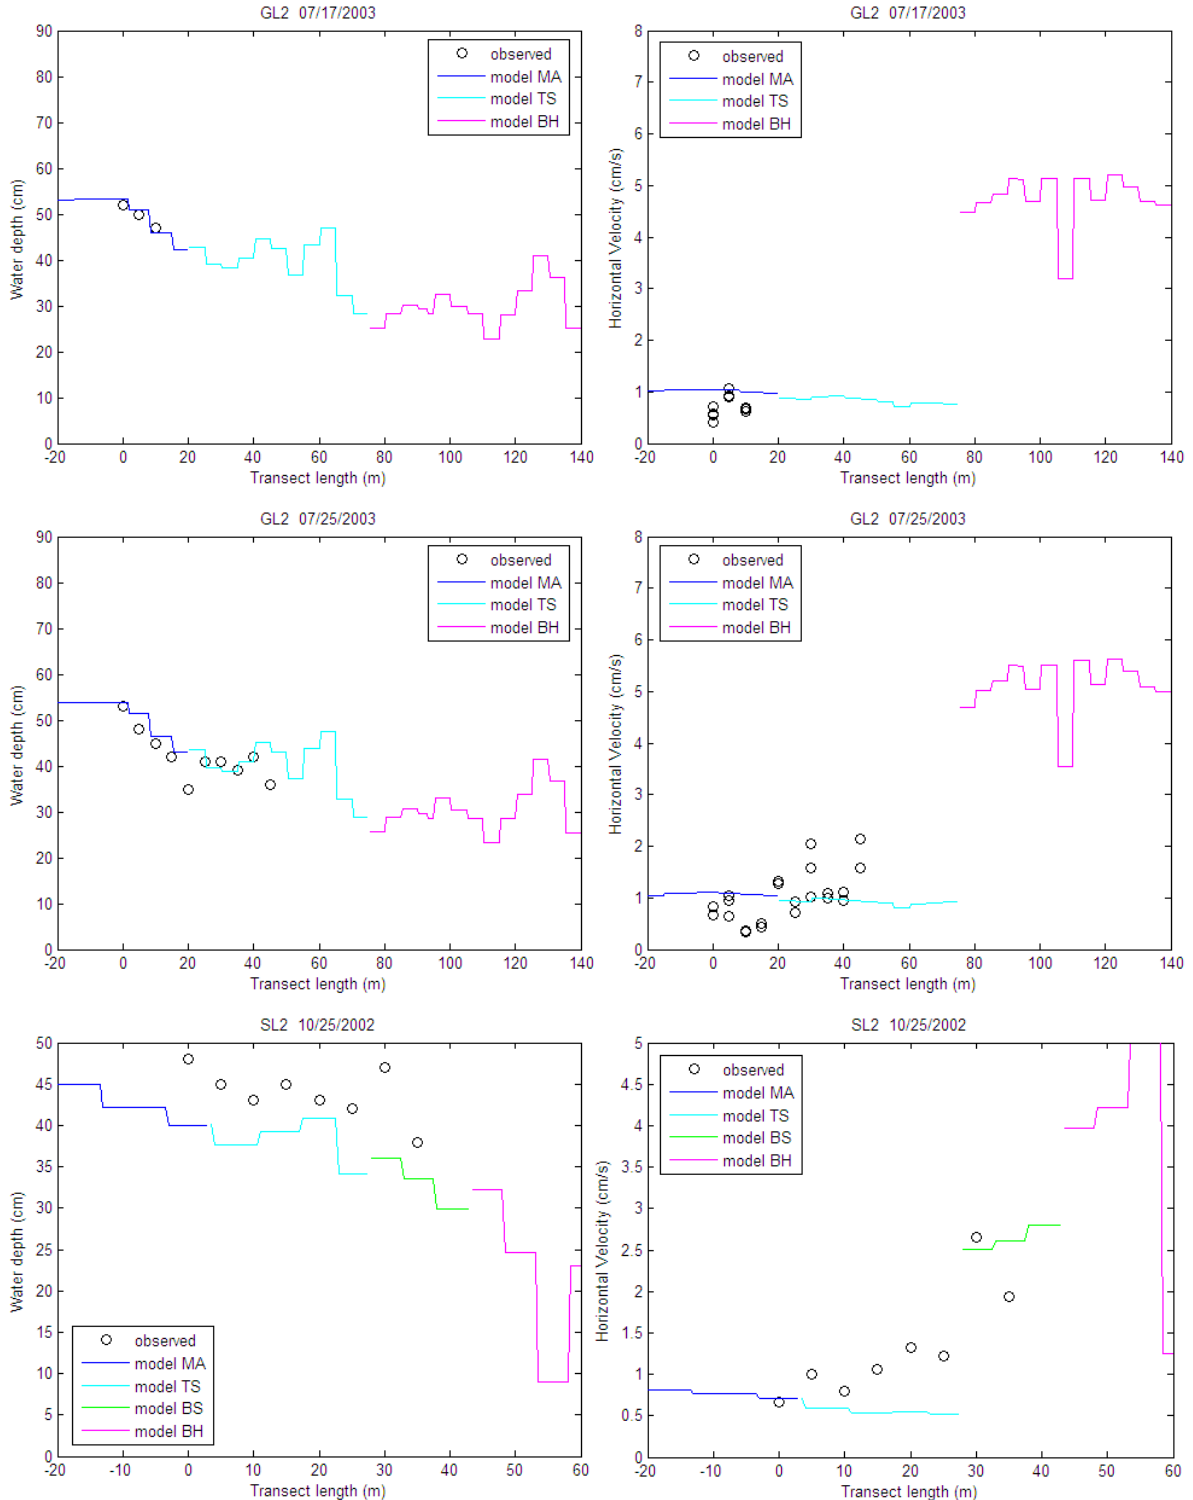 GL2 07/17/2003
90
80
70
60
50
40
30
20
10
0
Water depth (cm)
observed
model MA
model TS
model BH
-20 0 20 40 60 80 100 120 140
Transect length (m)
GL2 07/17/2003
8
7
6
5
4
3
2
1
0
Horizontal Velocity (cm/s)
observed
model MA
model TS
model BH
-20 0 20 40 60 80 100 120 140
Transect length (m)
GL2 07/25/2003
90
80
70
60
50
40
30
20
10
0
Water depth (cm)
observed
model MA
model TS
model BH
-20 0 20 40 60 80 100 120 140
Transect length (m)
GL2 07/25/2003
8
7
6
5
4
3
2
1
0
Horizontal Velocity (cm/s)
observed
model MA
model TS
model BH
-20 0 20 40 60 80 100 120 140
Transect length (m)
SL2 10/25/2002
50
45
40
35
30
25
20
15
10
5
0
Water depth (cm)
observed
model MA
model TS
model BS
model BH
-20 -10 0 10 20 30 40 50 60
Transect length (m)
SL2 10/25/2002
5
4.5
4
3.5
3
2.5
2
1.5
1
0.5
0
Horizontal Velocity (cm/s)
observed
model MA
model TS
model BS
model BH
-20 -10 0 10 20 30 40 50 60
Transect length (m)